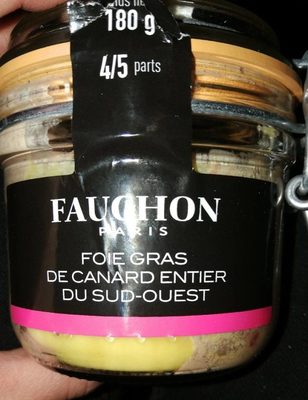 180 g
4/5 parts
FAUCHON
PARIS
FOIE GRAS
DE CANARD ENTIER
DU SUD-OUEST